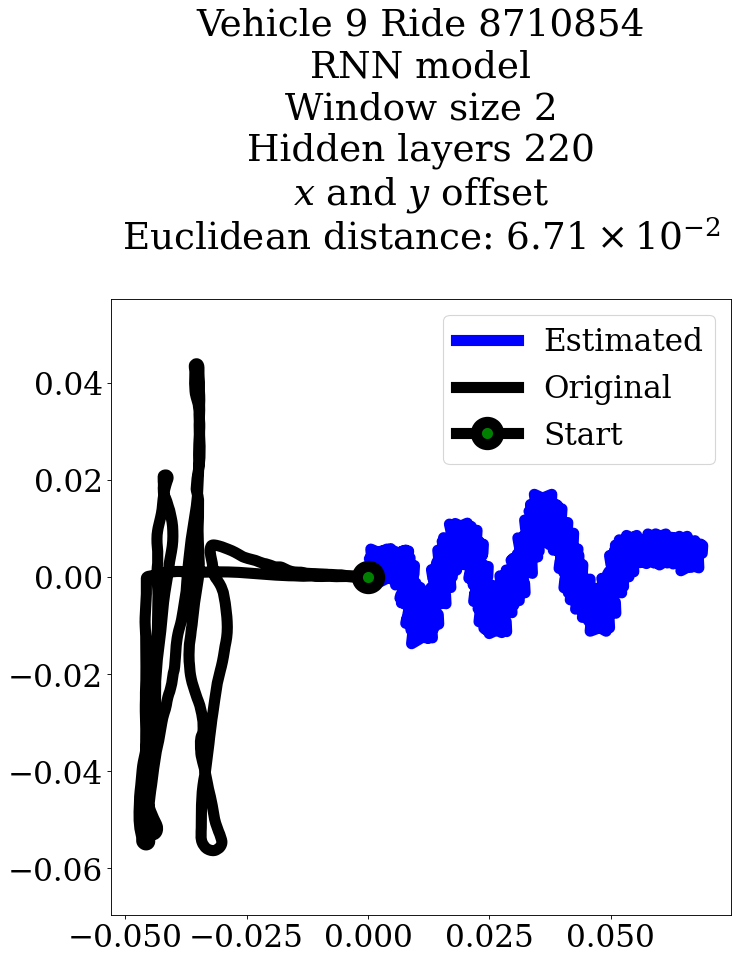 Vehicle 9 Ride 8710854
RNN model
Window size 2
Hidden layers 220
x and y offset
Euclidean distance: 6.71 × 10⁻²
Estimated
Original
Start
0.04
0.02
0.00
−0.02
−0.04
−0.06
−0.050 −0.025 0.000 0.025 0.050